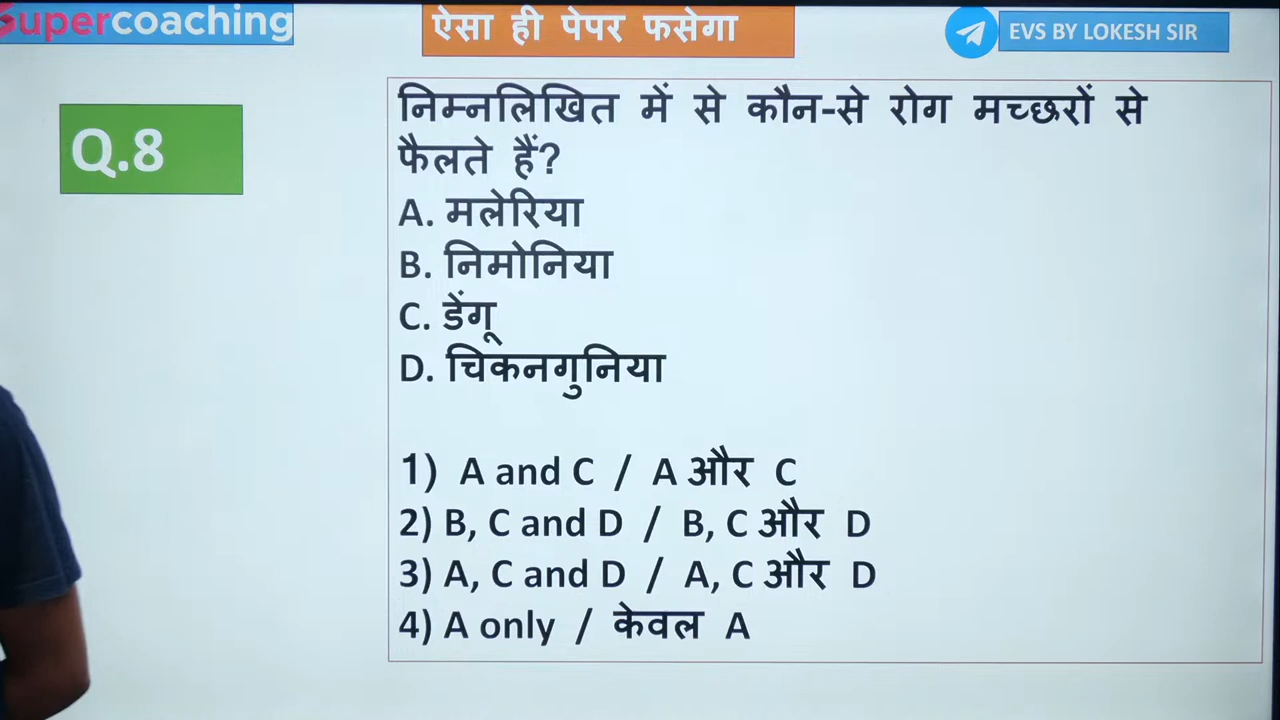 Supercoaching
ऐसा ही पेपर फसेगा
EVS BY LOKESH SIR
Q.8
निम्नलिखित में से कौन-से रोग मच्छरों से
फैलते हैं?
A. मलेरिया
B. निमोनिया
C. डेंगू
D. चिकनगुनिया
1) A and C / A और C
2) B, C and D / B, C और D
3) A, C and D / A, C और D
4) A only / केवल A